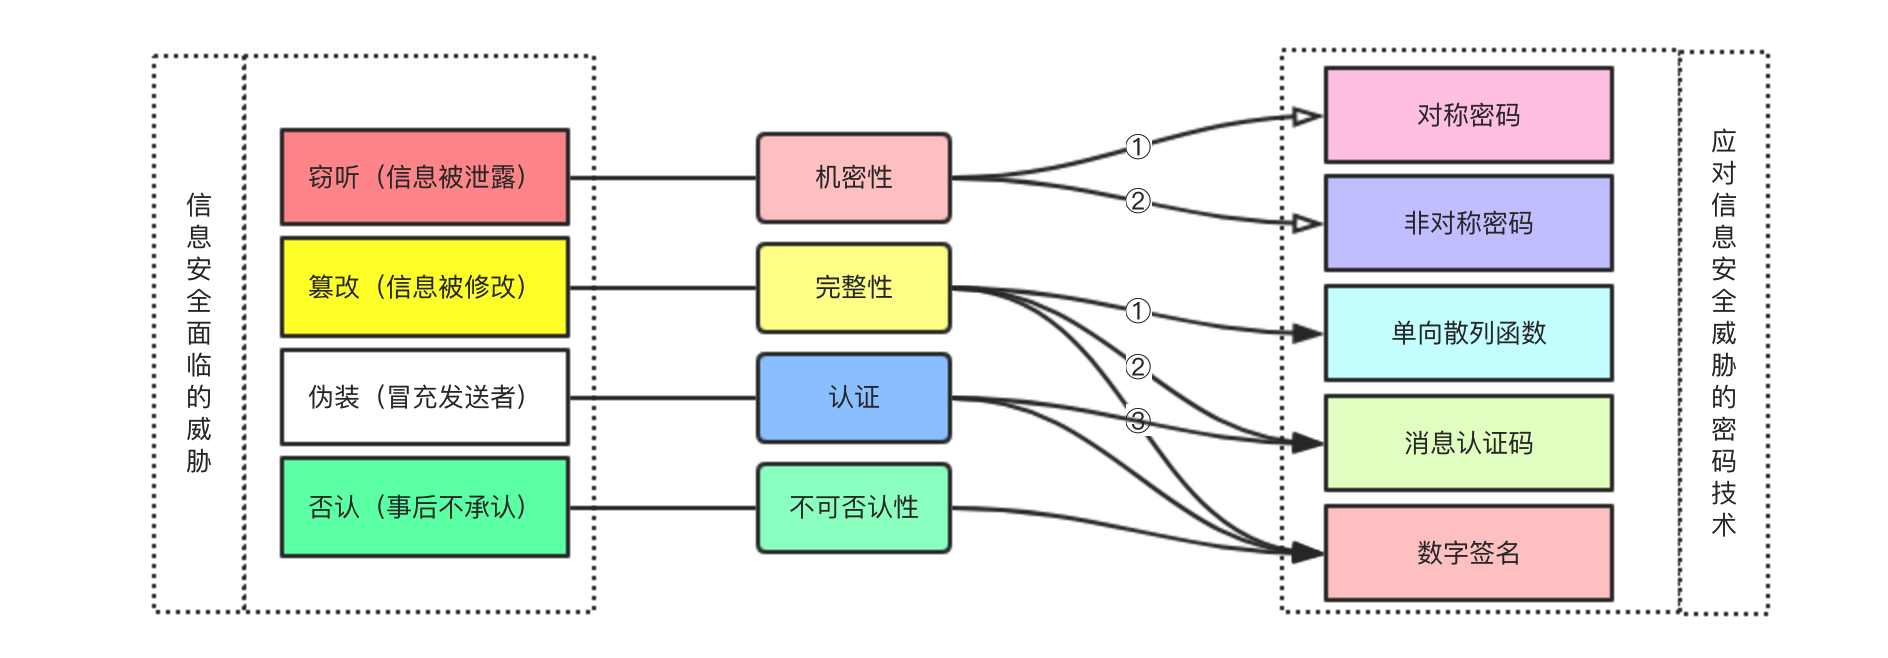 信息安全面临的威胁
窃听（信息被泄露）
篡改（信息被修改）
伪装（冒充发送者）
否认（事后不承认）
机密性
完整性
认证
不可否认性
①
②
①
②
③
对称密码
非对称密码
单向散列函数
消息认证码
数字签名
应对信息安全威胁的密码技术